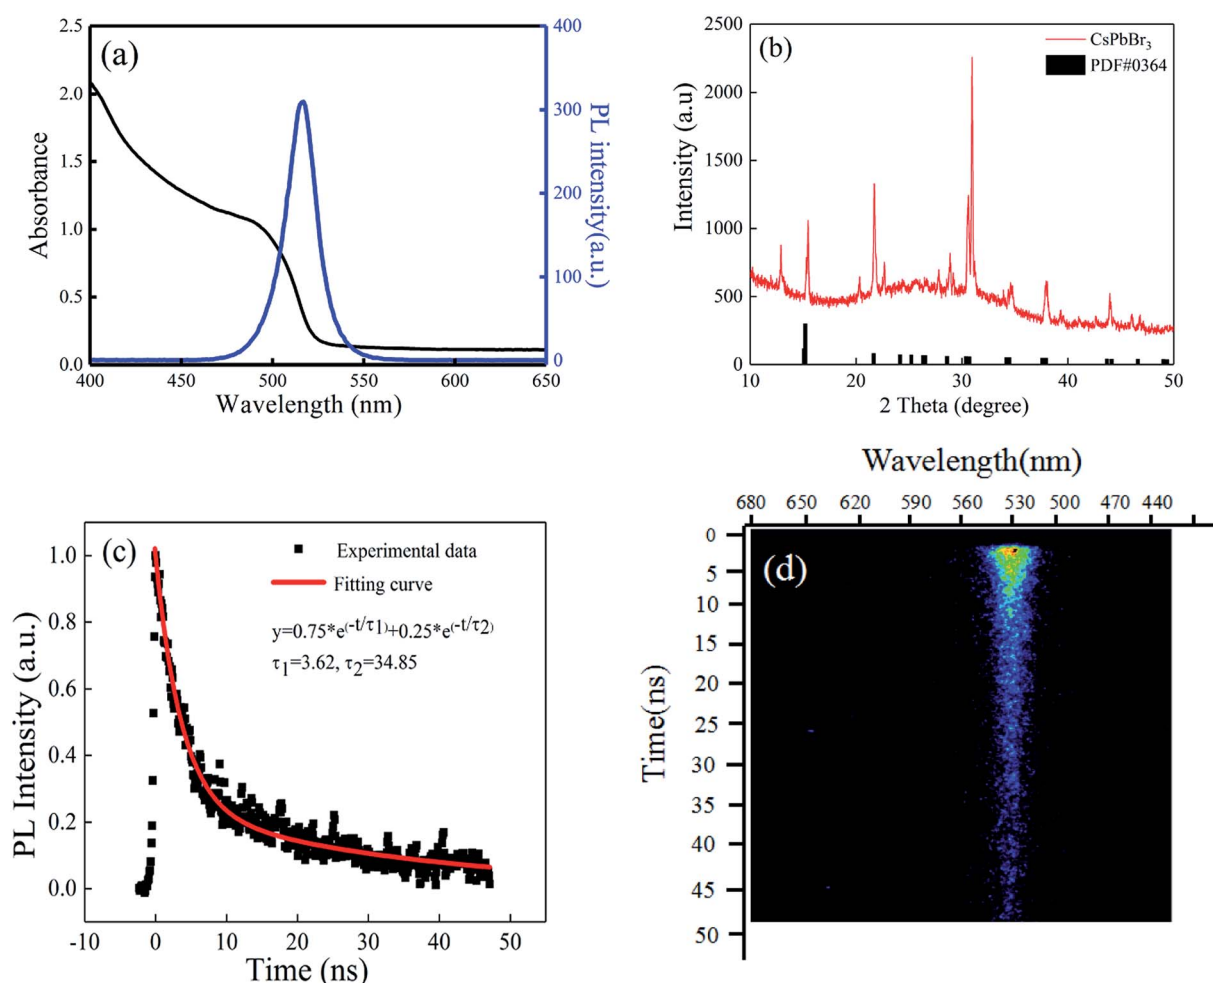 (a)
2.5
2.0
1.5
1.0
0.5
0.0
Absorbance
400
300
200
100
0
PL intensity(a.u.)
400 450 500 550 600 650
Wavelength (nm)
(b)
CsPbBr3
PDF#0364
2500
2000
1500
1000
500
0
Intensity (a.u)
10 20 30 40 50
2 Theta (degree)
(c)
Experimental data
Fitting curve
y=0.75*e(-t/τ1)+0.25*e(-t/τ2)
τ1=3.62, τ2=34.85
1.0
0.8
0.6
0.4
0.2
0.0
PL Intensity (a.u.)
-10 0 10 20 30 40 50
Time (ns)
Wavelength(nm)
680 650 620 590 560 530 500 470 440
(d)
0
5
10
15
20
25
30
35
40
45
50
Time(ns)